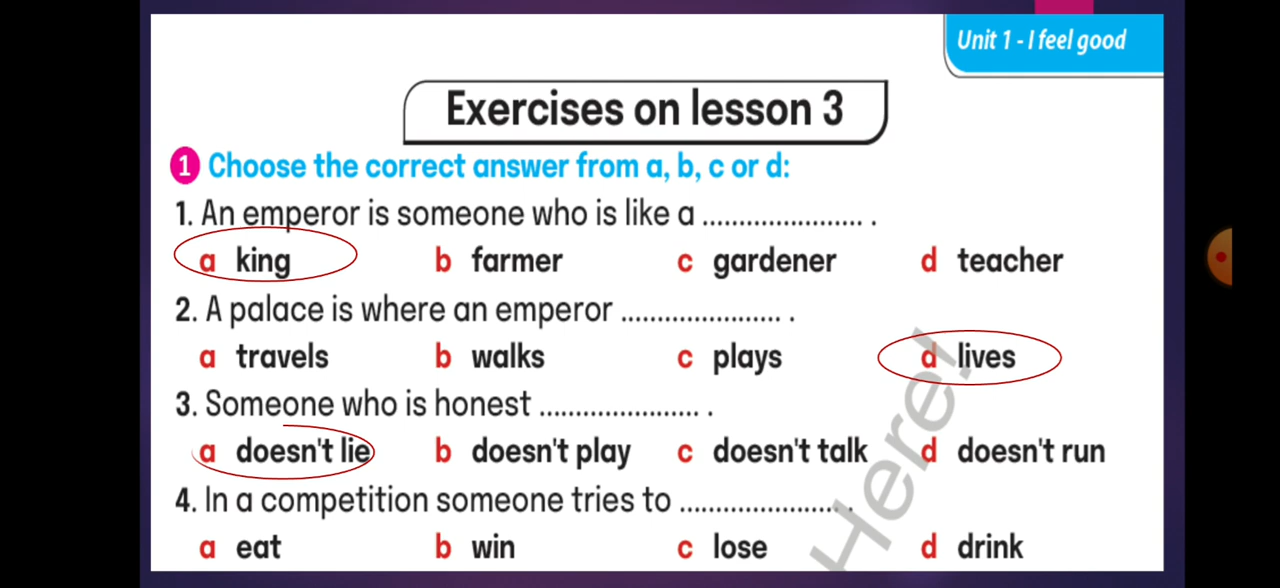 Unit 1 - I feel good
Exercises on lesson 3
1 Choose the correct answer from a, b, c or d:
1. An emperor is someone who is like a ...................... .
a king b farmer c gardener d teacher
2. A palace is where an emperor ...................... .
a travels b walks c plays d lives
3. Someone who is honest ...................... .
a doesn't lie b doesn't play c doesn't talk d doesn't run
4. In a competition someone tries to ...................... .
a eat b win c lose d drink
Here!